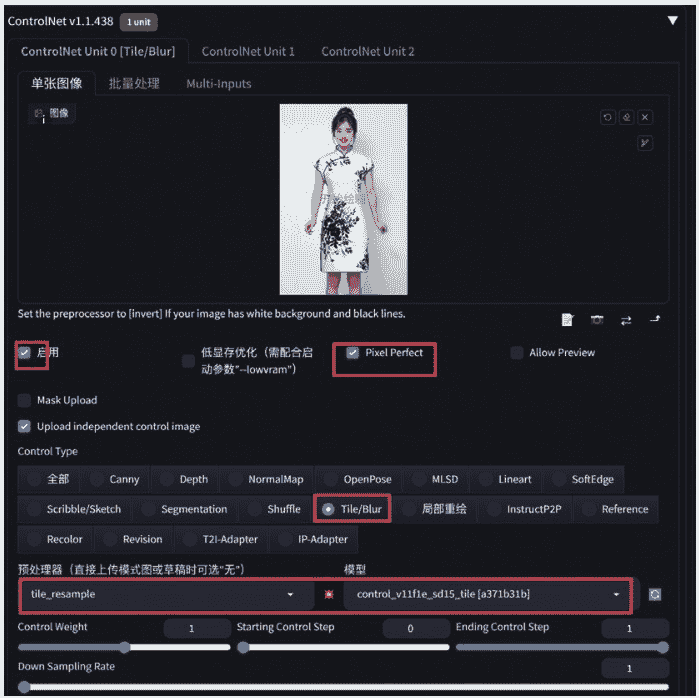 ControlNet v1.1.438 1 unit
ControlNet Unit 0 [Tile/Blur] ControlNet Unit 1 ControlNet Unit 2
单张图像 批量处理 Multi-Inputs
图像
Set the preprocessor to [invert] If your image has white background and black lines.
启用 低显存优化（需配合启动参数"--lowvram"） Pixel Perfect Allow Preview
Mask Upload
Upload independent control image
Control Type
全部 Canny Depth NormalMap OpenPose MLSD Lineart SoftEdge
Scribble/Sketch Segmentation Shuffle Tile/Blur 局部重绘 InstructP2P Reference
Recolor Revision T2I-Adapter IP-Adapter
预处理器（直接上传模式图或草稿时可选"无"） 模型
tile_resample control_v11f1e_sd15_tile [a371b31b]
Control Weight 1 Starting Control Step 0 Ending Control Step 1
Down Sampling Rate 1